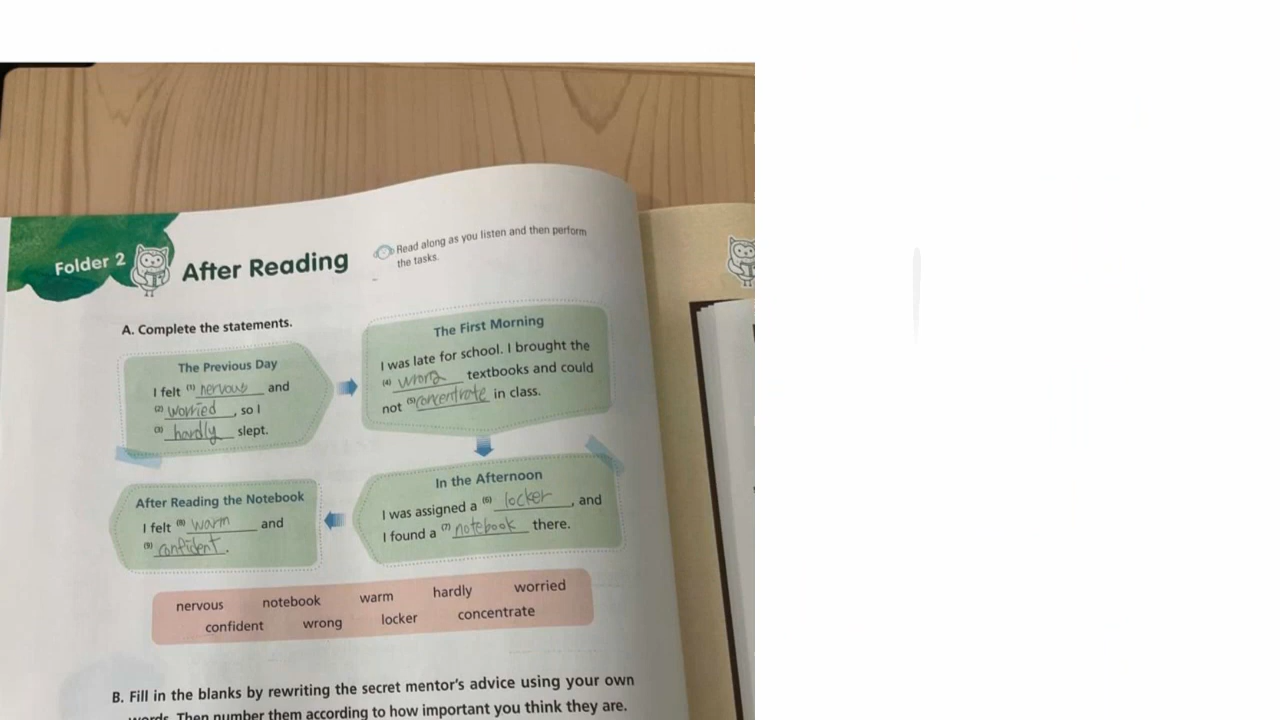 Folder 2
After Reading
Read along as you listen and then perform
the tasks.
A. Complete the statements.
The Previous Day
I felt (1) nervous and
(2) worried, so I
(3) hardly slept.
The First Morning
I was late for school. I brought the
(4) wrong textbooks and could
not (5) concentrate in class.
In the Afternoon
I was assigned a (6) locker, and
I found a (7) notebook there.
After Reading the Notebook
I felt (8) warm and
(9) confident.
nervous notebook warm hardly worried
confident wrong locker concentrate
B. Fill in the blanks by rewriting the secret mentor's advice using your own
words. Then number them according to how important you think they are.